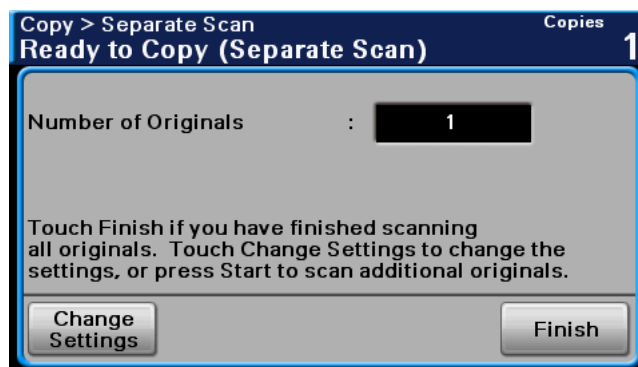 Copy > Separate Scan
Copies
Ready to Copy (Separate Scan)
1
Number of Originals : 1
Touch Finish if you have finished scanning
all originals. Touch Change Settings to change the
settings, or press Start to scan additional originals.
Change
Settings
Finish